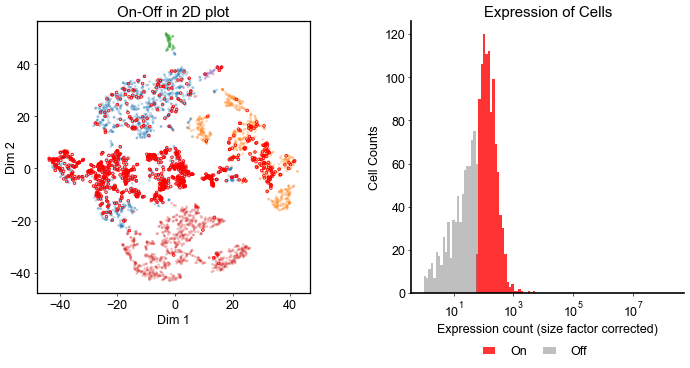 On-Off in 2D plot
Dim 2
40
20
0
−20
−40
−40 −20 0 20 40
Dim 1
Expression of Cells
Cell Counts
120
100
80
60
40
20
0
10^1 10^3 10^5 10^7
Expression count (size factor corrected)
On Off